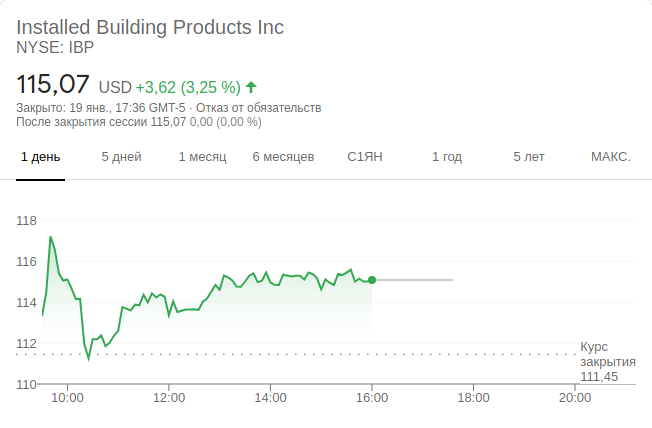 Installed Building Products Inc
NYSE: IBP
115,07 USD +3,62 (3,25 %)
Закрыто: 19 янв., 17:36 GMT-5 · Отказ от обязательств
После закрытия сессии 115,07 0,00 (0,00 %)
1 день 5 дней 1 месяц 6 месяцев С1ЯН 1 год 5 лет МАКС.
118
116
114
112
110
Курс
закрытия
111,45
10:00 12:00 14:00 16:00 18:00 20:00